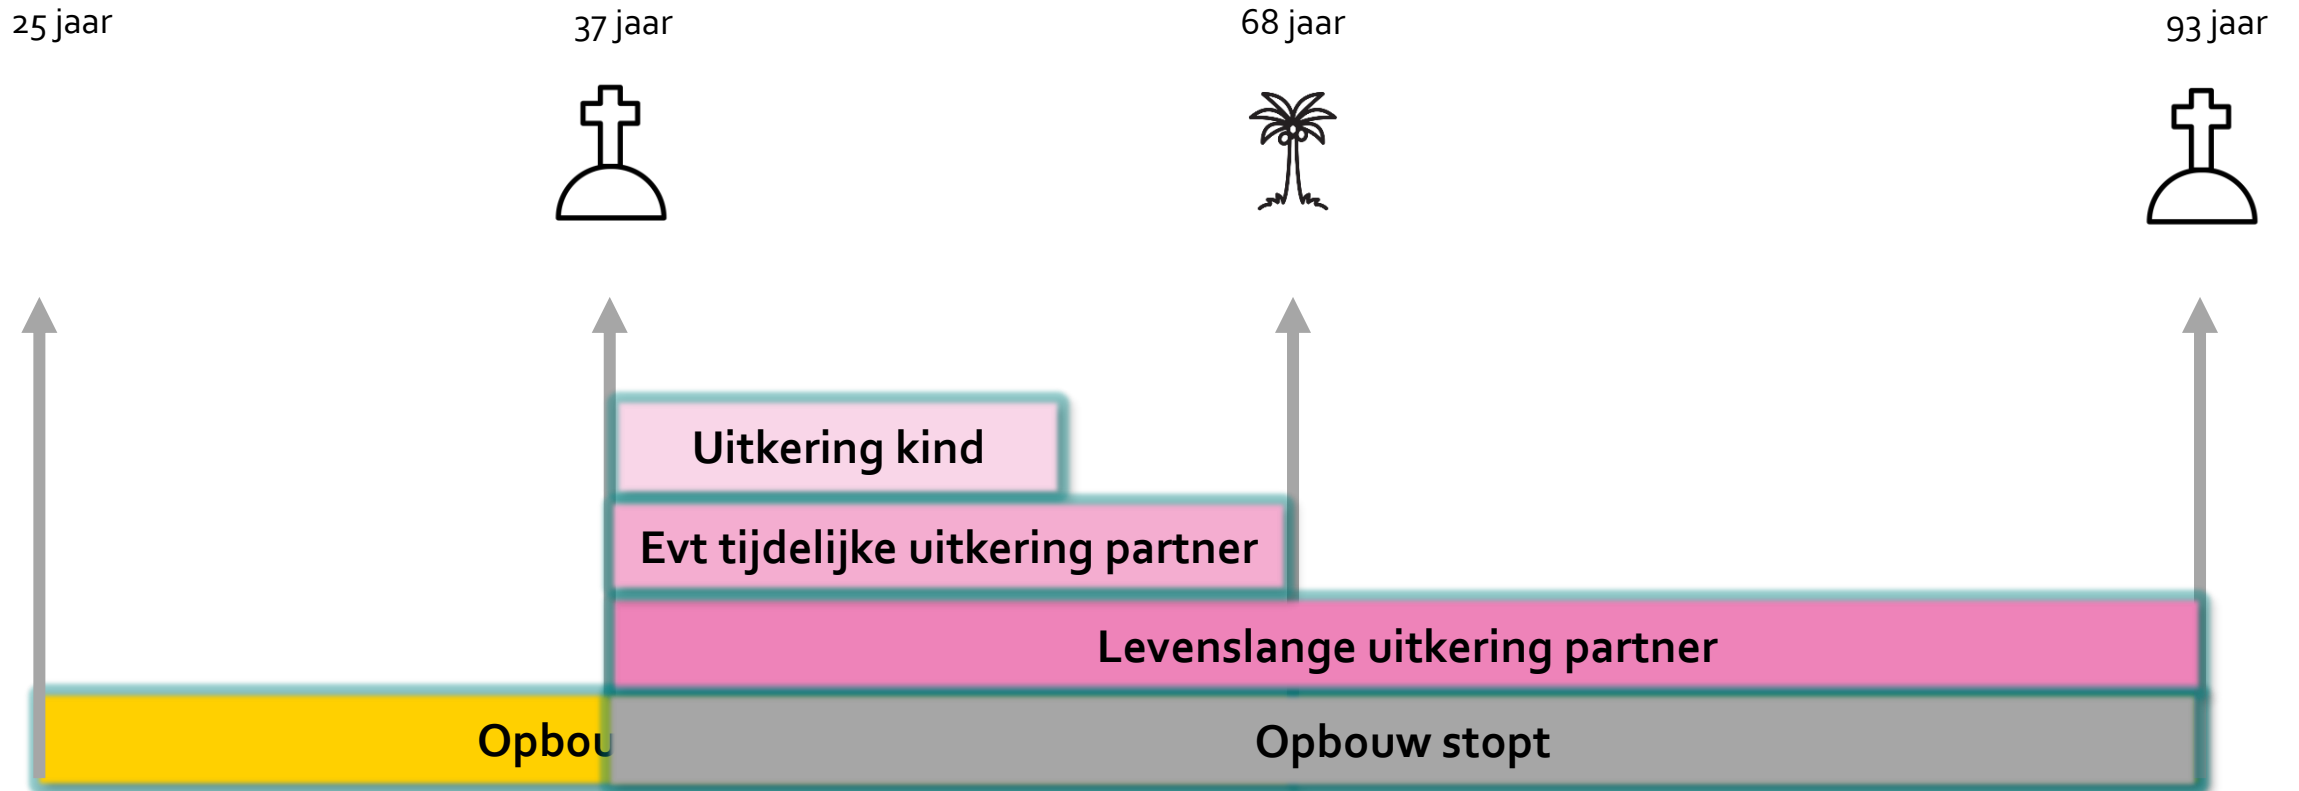 25 jaar
37 jaar
68 jaar
93 jaar
Uitkering kind
Evt tijdelijke uitkering partner
Levenslange uitkering partner
Opbou
Opbouw stopt